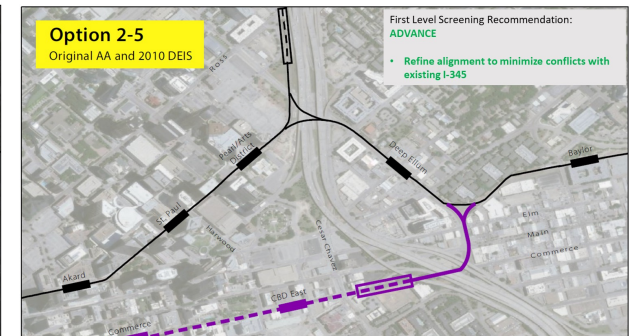 Option 2-5
Original AA and 2010 DEIS
First Level Screening Recommendation:
ADVANCE
• Refine alignment to minimize conflicts with
existing I-345
Ross
Pearl/Arts
District
Deep Ellum
Baylor
St. Paul
Harwood
Cesar Chavez
Elm
Main
Commerce
Akard
CBD East
Commerce